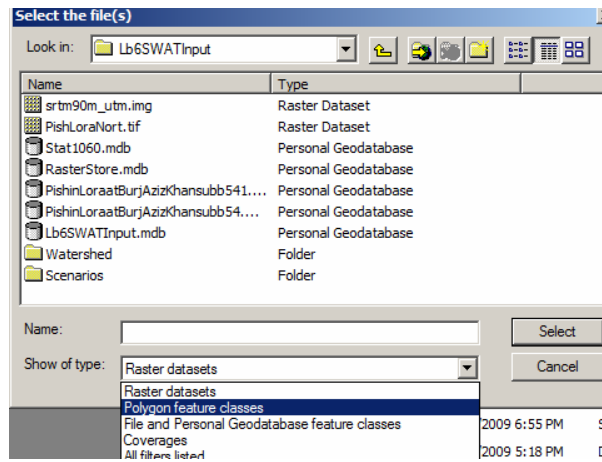 Select the file(s)
Look in: Lb6SWATInput
Name Type
srtm90m_utm.img Raster Dataset
PishLoraNort.tif Raster Dataset
Stat1060.mdb Personal Geodatabase
RasterStore.mdb Personal Geodatabase
PishinLoraatBurjAzizKhansubb541.... Personal Geodatabase
PishinLoraatBurjAzizKhansubb54.... Personal Geodatabase
Lb6SWATInput.mdb Personal Geodatabase
Watershed Folder
Scenarios Folder
Name: Select
Show of type: Raster datasets Cancel
Raster datasets
Polygon feature classes
File and Personal Geodatabase feature classes /2009 6:55 PM
Coverages
All filters listed /2009 5:18 PM